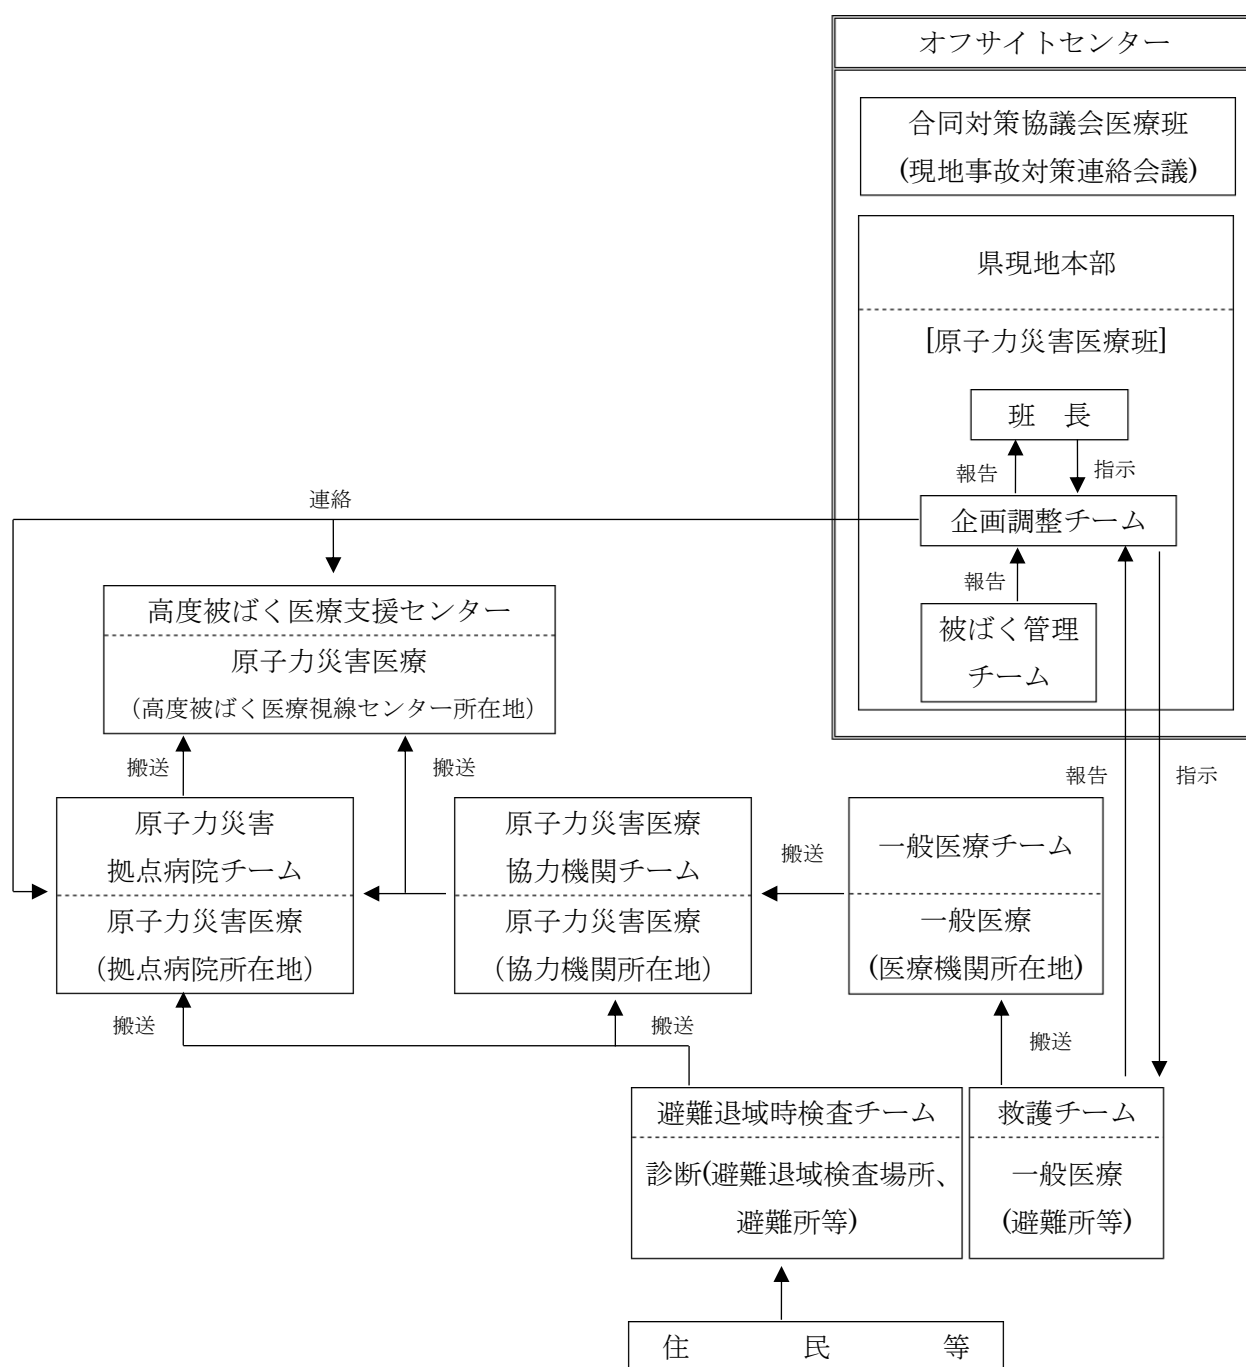 オフサイトセンター
合同対策協議会医療班
(現地事故対策連絡会議)
県現地本部
[原子力災害医療班]
班 長
報告
指示
連絡
企画調整チーム
報告
被ばく管理
チーム
高度被ばく医療支援センター
原子力災害医療
（高度被ばく医療視線センター所在地）
搬送
搬送
報告
指示
原子力災害
拠点病院チーム
原子力災害医療
（拠点病院所在地）
原子力災害医療
協力機関チーム
原子力災害医療
（協力機関所在地）
搬送
一般医療チーム
一般医療
(医療機関所在地)
搬送
搬送
搬送
避難退域時検査チーム
診断(避難退域検査場所、
避難所等)
救護チーム
一般医療
(避難所等)
住 民 等